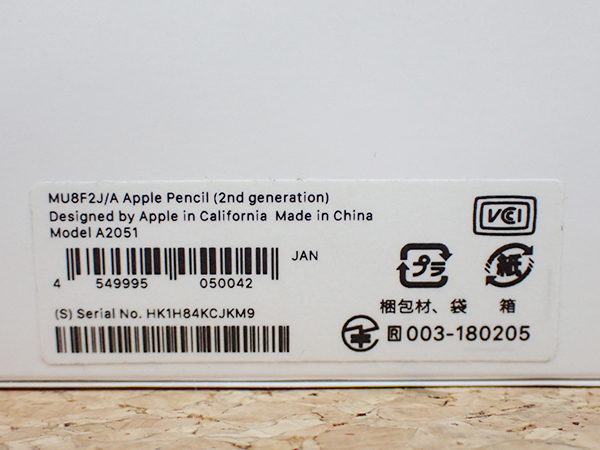 MU8F2J/A Apple Pencil (2nd generation)
Designed by Apple in California Made in China
Model A2051
JAN
4 549995 050042
(S) Serial No. HK1H84KCJKM9
VCCI
プラ 紙
梱包材、袋 箱
R 003-180205